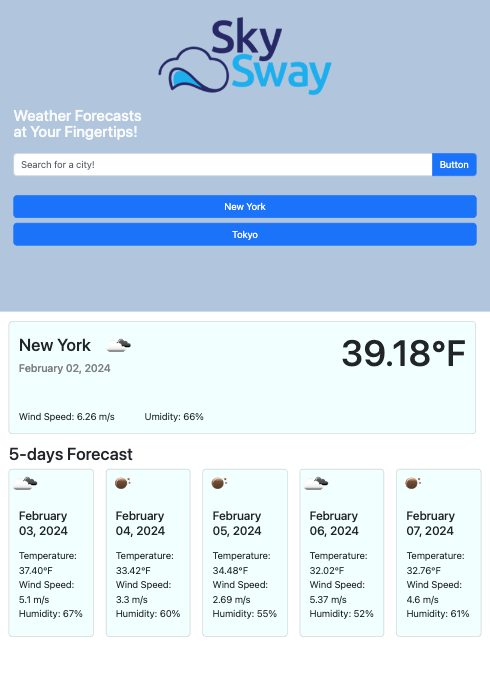 Sky
Sway
Weather Forecasts
at Your Fingertips!
Search for a city!
Button
New York
Tokyo
New York
39.18°F
February 02, 2024
Wind Speed: 6.26 m/s
Umidity: 66%
5-days Forecast
February
03, 2024
Temperature:
37.40°F
Wind Speed:
5.1 m/s
Humidity: 67%
February
04, 2024
Temperature:
33.42°F
Wind Speed:
3.3 m/s
Humidity: 60%
February
05, 2024
Temperature:
34.48°F
Wind Speed:
2.69 m/s
Humidity: 55%
February
06, 2024
Temperature:
32.02°F
Wind Speed:
5.37 m/s
Humidity: 52%
February
07, 2024
Temperature:
32.76°F
Wind Speed:
4.6 m/s
Humidity: 61%